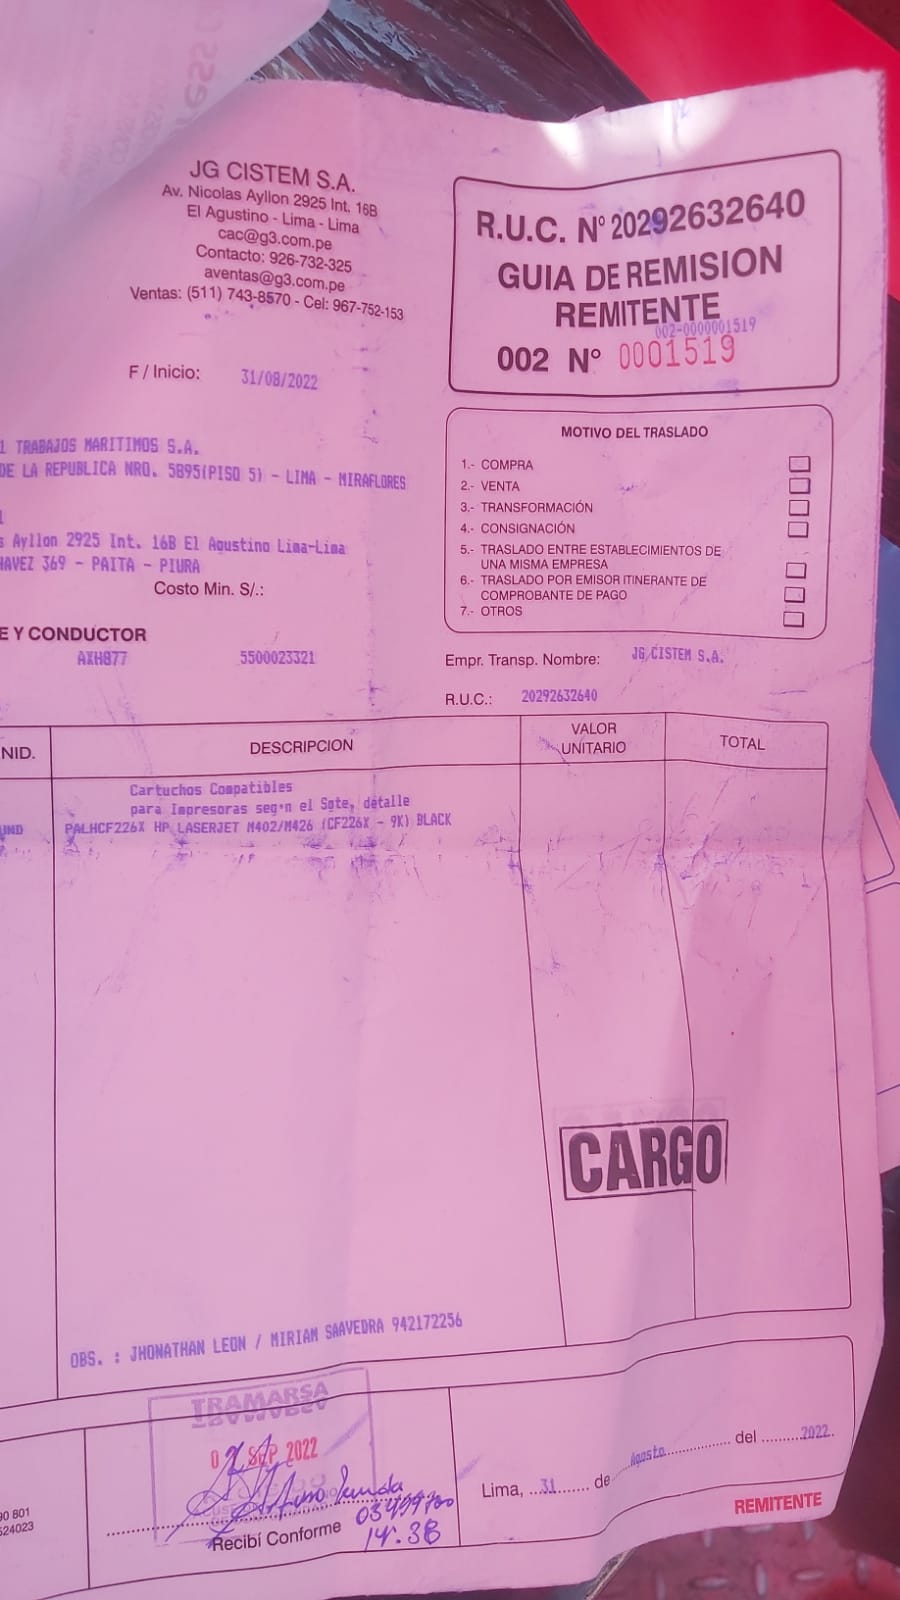 JG CISTEM S.A.
Av. Nicolas Ayllon 2925 Int. 16B
El Agustino - Lima - Lima
cac@g3.com.pe
Contacto: 926-732-325
aventas@g3.com.pe
Ventas: (511) 743-8570 - Cel: 967-752-153
R.U.C. Nº 20292632640
GUIA DE REMISION
REMITENTE
002-0000001519
002 Nº 0001519
F / Inicio: 31/08/2022
TRABAJOS MARITIMOS S.A.
DE LA REPUBLICA NRO. 5895(PISO 5) - LIMA - MIRAFLORES
Ayllon 2925 Int. 16B El Agustino Lima-Lima
HAVEZ 369 - PAITA - PIURA
Costo Min. S/.:
MOTIVO DEL TRASLADO
1.- COMPRA
2.- VENTA
3.- TRANSFORMACIÓN
4.- CONSIGNACIÓN
5.- TRASLADO ENTRE ESTABLECIMIENTOS DE
UNA MISMA EMPRESA
6.- TRASLADO POR EMISOR ITINERANTE DE
COMPROBANTE DE PAGO
7.- OTROS
E Y CONDUCTOR
AXH877 5500023321
Empr. Transp. Nombre: JG CISTEM S.A.
R.U.C.: 20292632640
NID. DESCRIPCION VALOR UNITARIO TOTAL
Cartuchos Compatibles
para Impresoras seg·n el Sgte, detalle
UND PALHCF226X HP LASERJET M402/M426 (CF226X - 9K) BLACK
CARGO
OBS. : JHONATHAN LEON / MIRIAM SAAVEDRA 942172256
TRAMARSA
SEP 2022
Arturo
14:38
Recibí Conforme
Lima, 31 de Agosto del 2022.
90 801
524023
REMITENTE